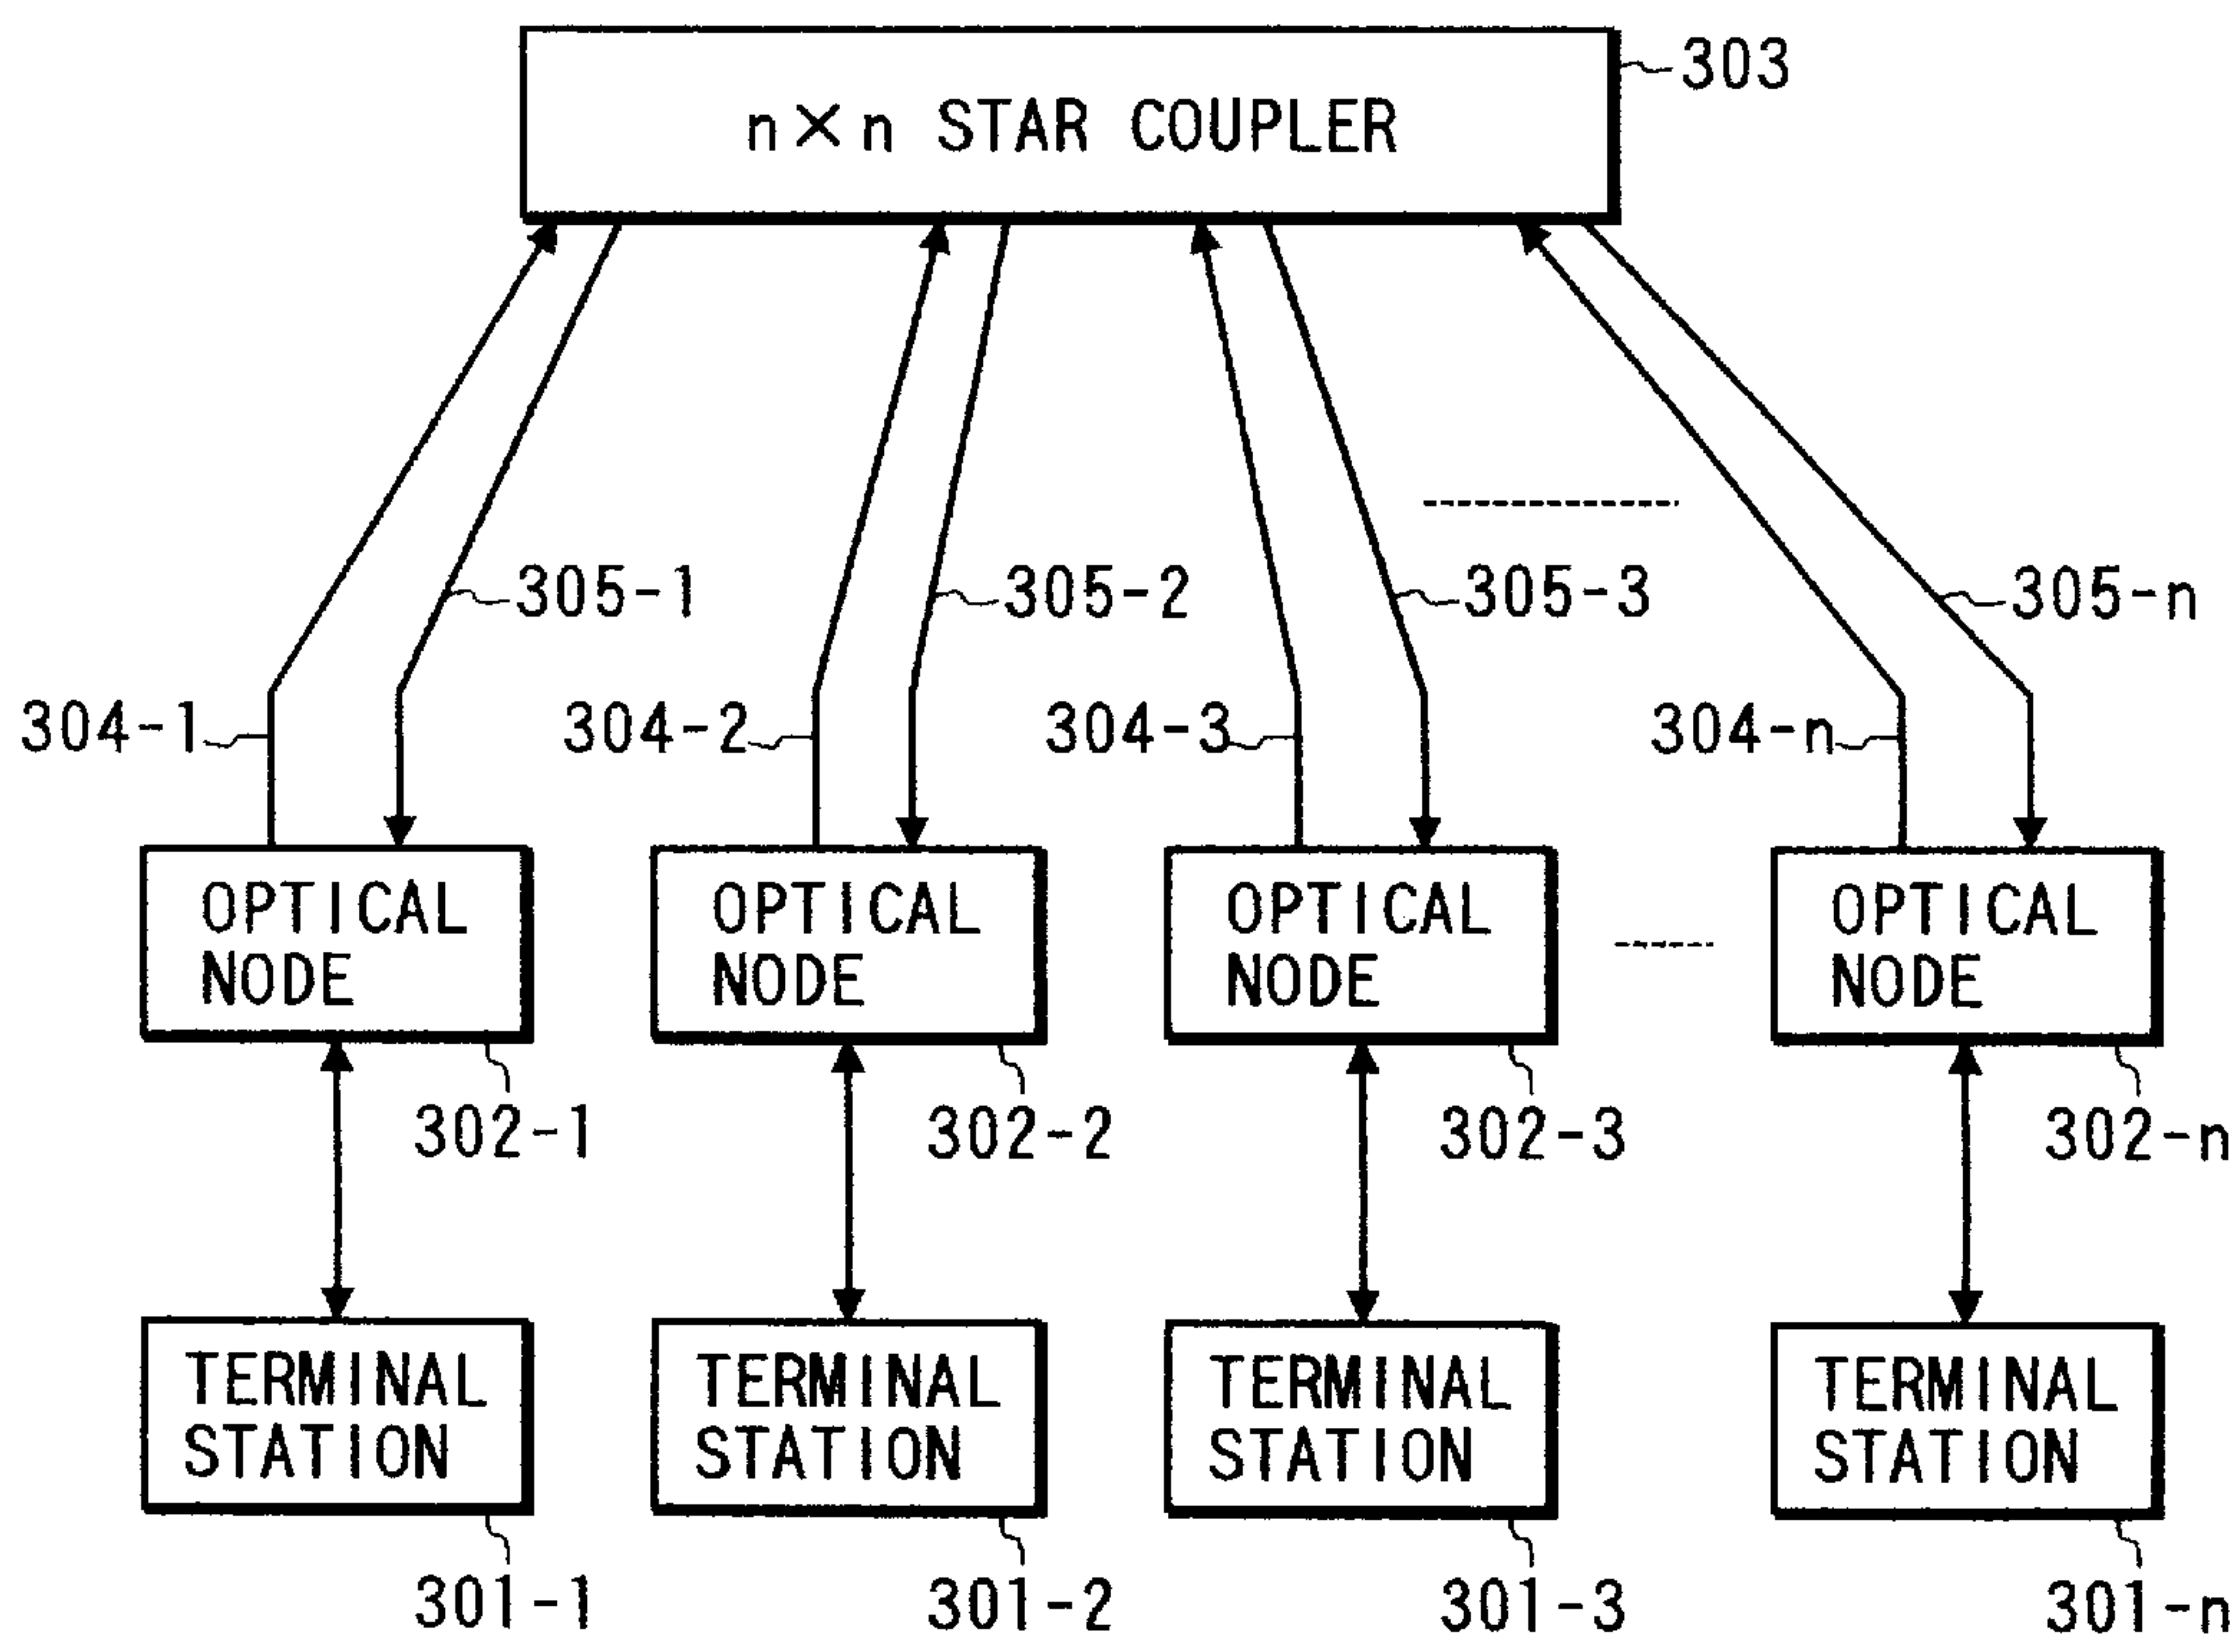 n×n STAR COUPLER
303
305-1
305-2
305-3
305-n
304-1
304-2
304-3
304-n
OPTICAL
NODE
OPTICAL
NODE
OPTICAL
NODE
OPTICAL
NODE
302-1
302-2
302-3
302-n
TERMINAL
STATION
TERMINAL
STATION
TERMINAL
STATION
TERMINAL
STATION
301-1
301-2
301-3
301-n